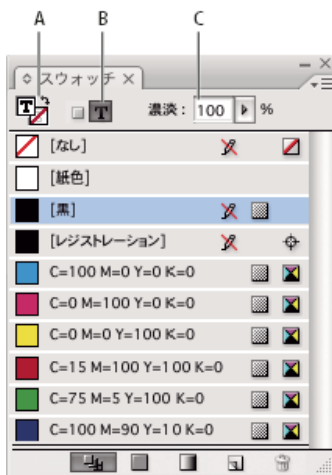 A B C
スウォッチ
T T 濃淡： 100 %
[なし]
[紙色]
[黒]
[レジストレーション]
C=100 M=0 Y=0 K=0
C=0 M=100 Y=0 K=0
C=0 M=0 Y=100 K=0
C=15 M=100 Y=100 K=0
C=75 M=5 Y=100 K=0
C=100 M=90 Y=10 K=0